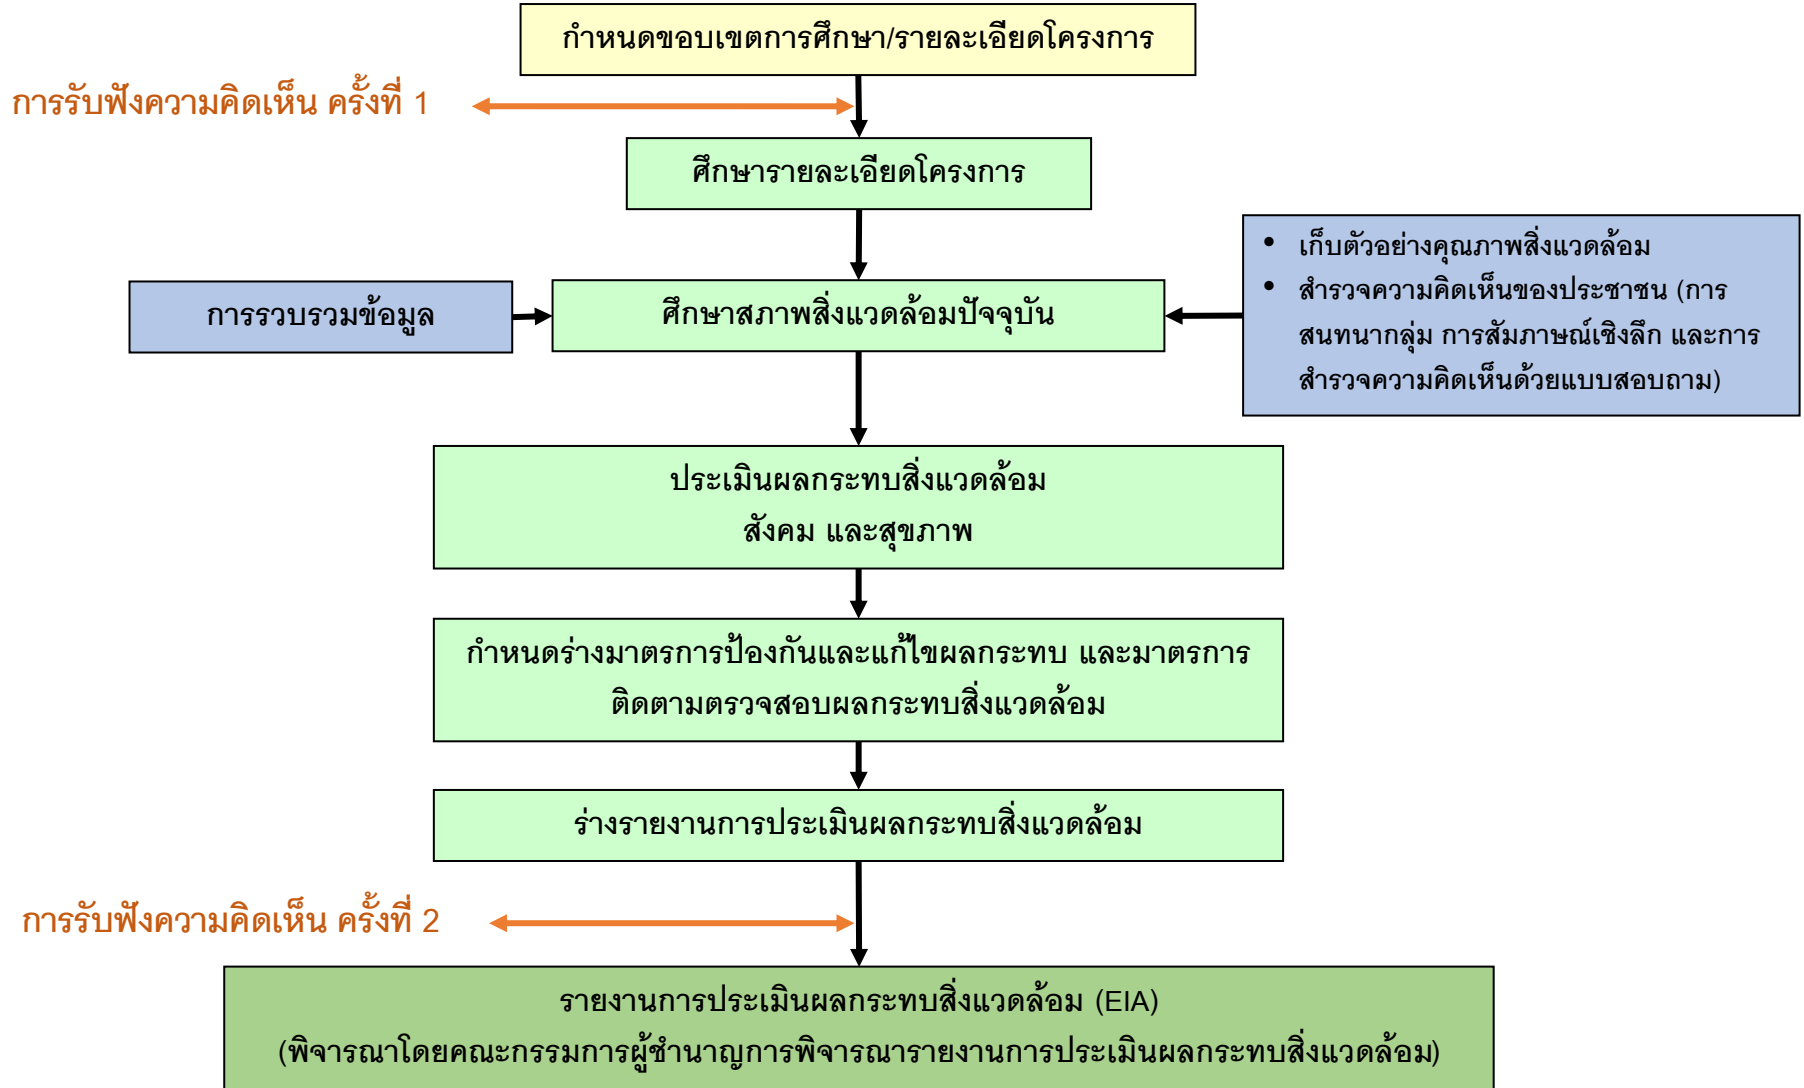 กำหนดขอบเขตการศึกษา/รายละเอียดโครงการ
การรับฟังความคิดเห็น ครั้งที่ 1
ศึกษารายละเอียดโครงการ
การรวบรวมข้อมูล
ศึกษาสภาพสิ่งแวดล้อมปัจจุบัน
• เก็บตัวอย่างคุณภาพสิ่งแวดล้อม
• สำรวจความคิดเห็นของประชาชน (การ
สนทนากลุ่ม การสัมภาษณ์เชิงลึก และการ
สำรวจความคิดเห็นด้วยแบบสอบถาม)
ประเมินผลกระทบสิ่งแวดล้อม
สังคม และสุขภาพ
กำหนดร่างมาตรการป้องกันและแก้ไขผลกระทบ และมาตรการ
ติดตามตรวจสอบผลกระทบสิ่งแวดล้อม
ร่างรายงานการประเมินผลกระทบสิ่งแวดล้อม
การรับฟังความคิดเห็น ครั้งที่ 2
รายงานการประเมินผลกระทบสิ่งแวดล้อม (EIA)
(พิจารณาโดยคณะกรรมการผู้ชำนาญการพิจารณารายงานการประเมินผลกระทบสิ่งแวดล้อม)